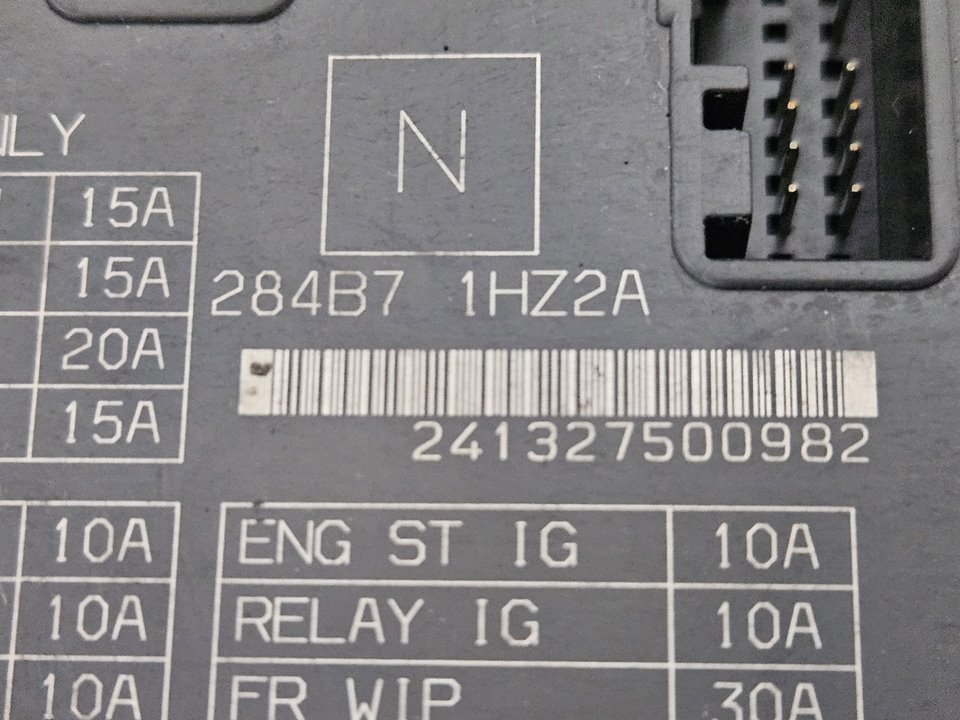 NLY
N
15A
15A
284B7 1HZ2A
20A
15A
241327500982
10A
ENG ST IG 10A
10A
RELAY IG 10A
10A
FR WIP 30A